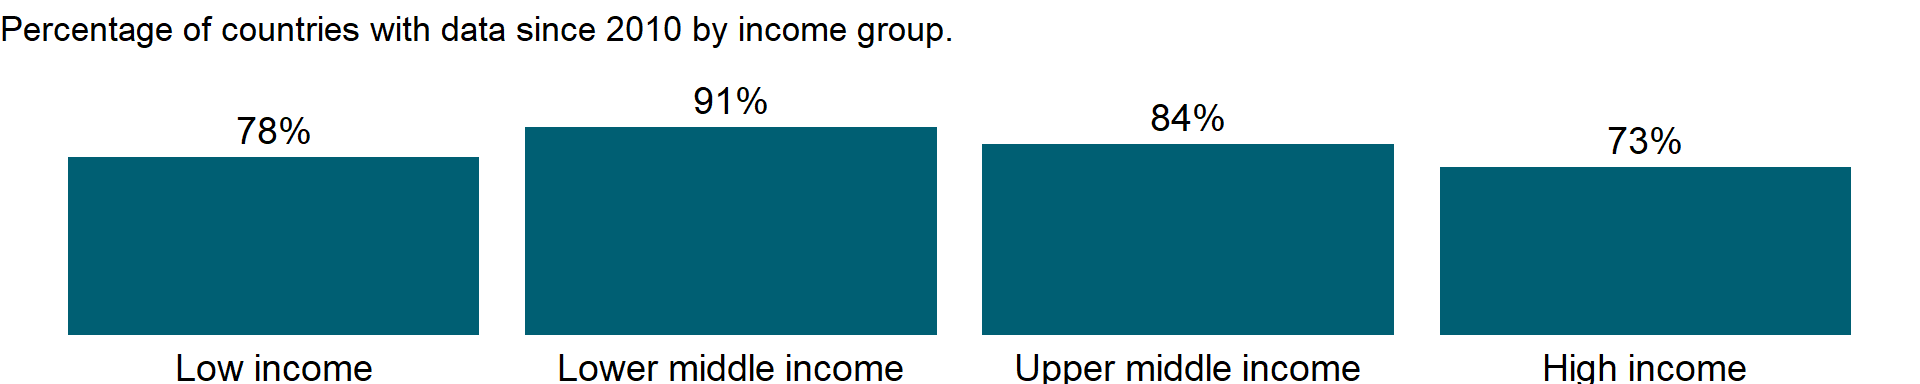 Percentage of countries with data since 2010 by income group.
78%
91%
84%
73%
Low income
Lower middle income
Upper middle income
High income